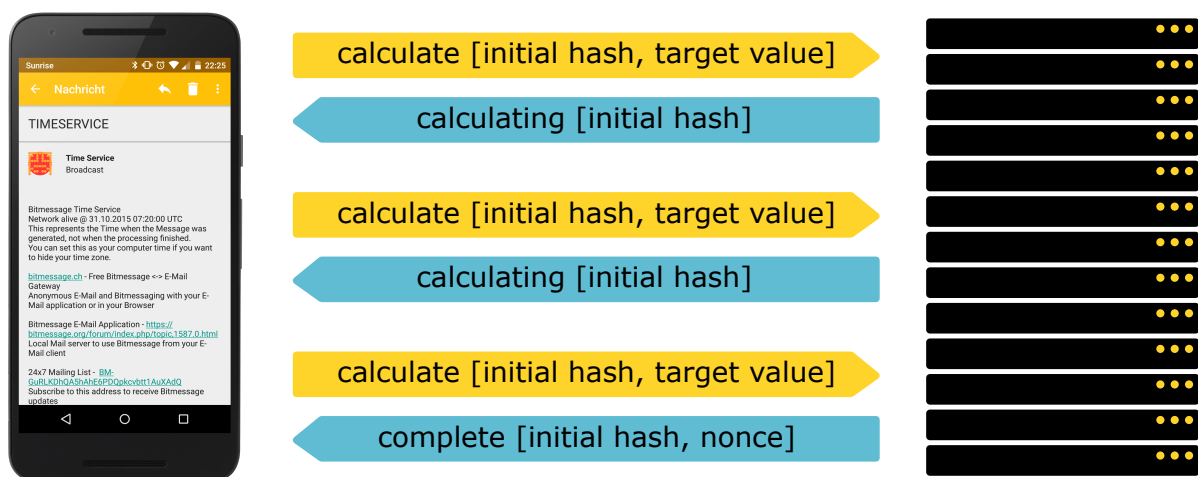 Sunrise 22:25
Nachricht
TIMESERVICE
Time Service
Broadcast
Bitmessage Time Service
Network alive @ 31.10.2015 07:20:00 UTC
This represents the Time when the Message was
generated, not when the processing finished.
You can set this as your computer time if you want
to hide your time zone.
bitmessage.ch - Free Bitmessage <-> E-Mail
Gateway
Anonymous E-Mail and Bitmessaging with your E-
Mail application or in your Browser
Bitmessage E-Mail Application - https://
bitmessage.org/forum/index.php/topic,1587.0.html
Local Mail server to use Bitmessage from your E-
Mail client
24x7 Mailing List - BM-
GuRLKDhQA5hAhE6PDQpkcvbtt1AuXAdQ
Subscribe to this address to receive Bitmessage
updates
calculate [initial hash, target value]
calculating [initial hash]
calculate [initial hash, target value]
calculating [initial hash]
calculate [initial hash, target value]
complete [initial hash, nonce]